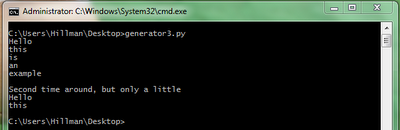 Administrator: C:\Windows\System32\cmd.exe
C:\Users\Hillman\Desktop>generator3.py
Hello
this
is
an
example
Second time around, but only a little
Hello
this
C:\Users\Hillman\Desktop>